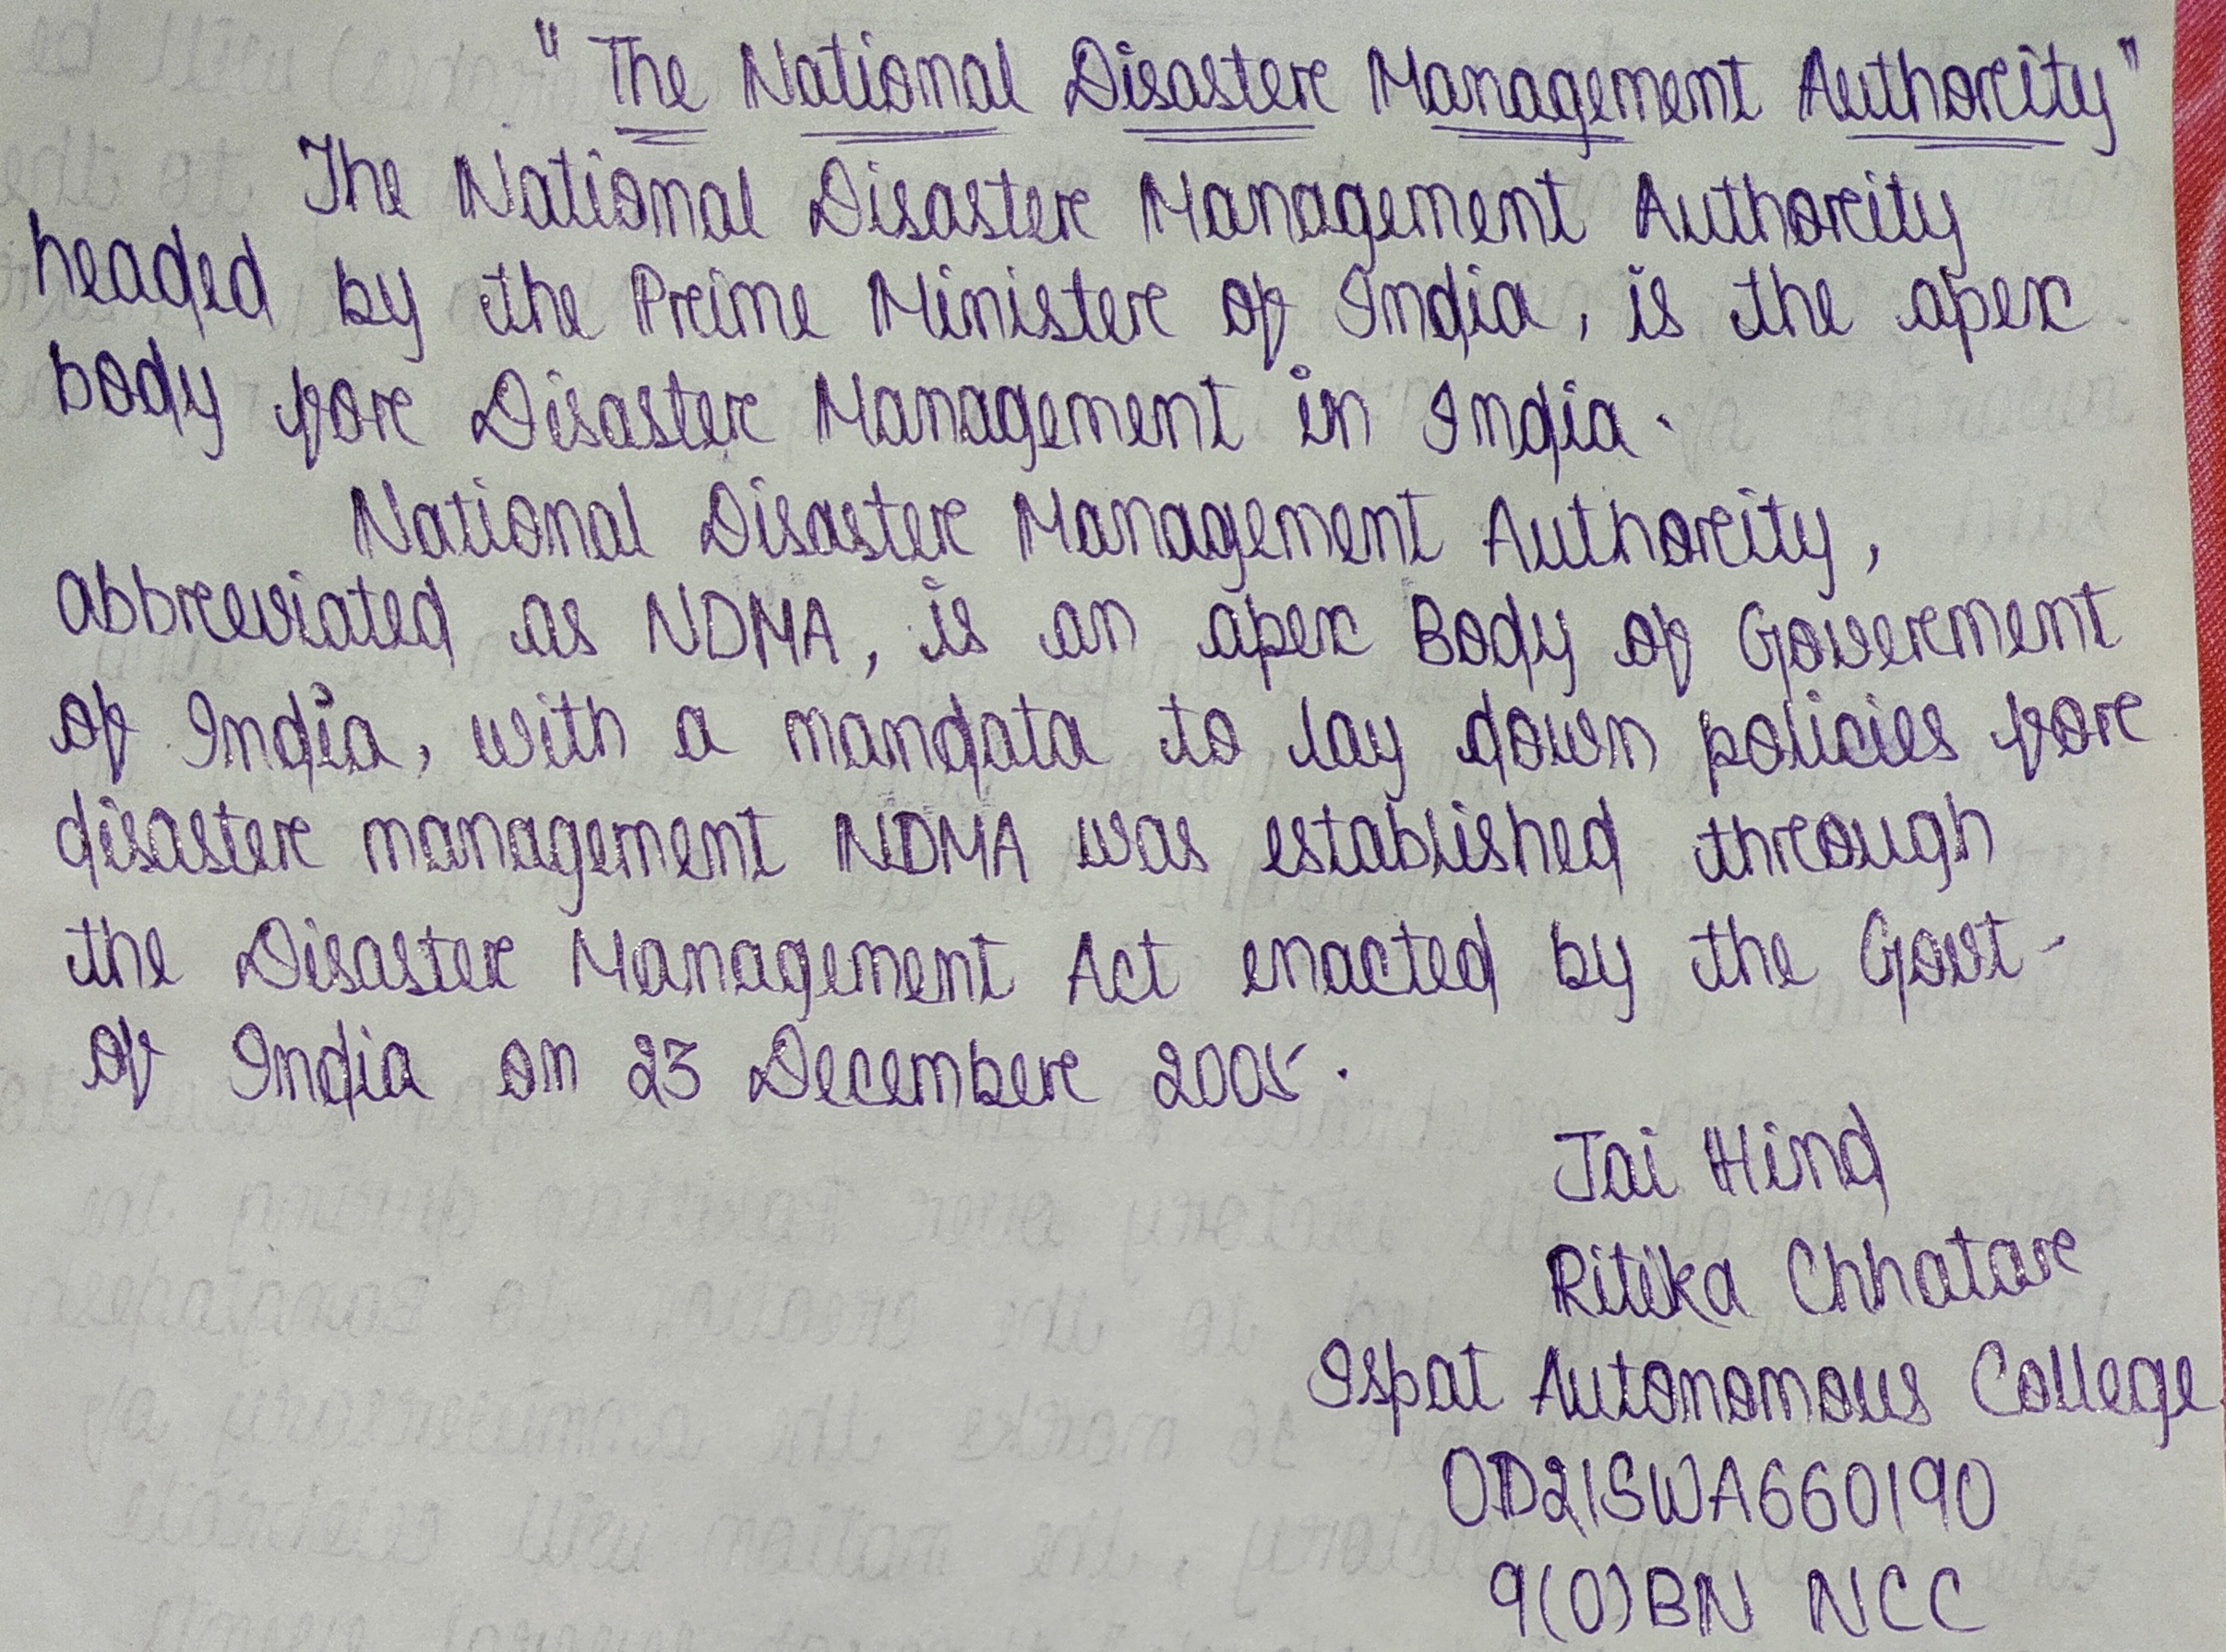 "The National Disaster Management Authority"
The National Disaster Management Authority
headed by the Prime Minister of India, is the apex
body for Disaster Management in India.
National Disaster Management Authority,
abbreviated as NDMA, is an apex Body of Goverment
of India, with a mandata to lay down policies for
disaster management NDMA was established through
the Disaster Management Act enacted by the Govt-
of India on 23 December 2005.
Jai Hind
Ritika Chhatar
Ispat Autonomous College
OD21SWA660190
9(O)BN NCC